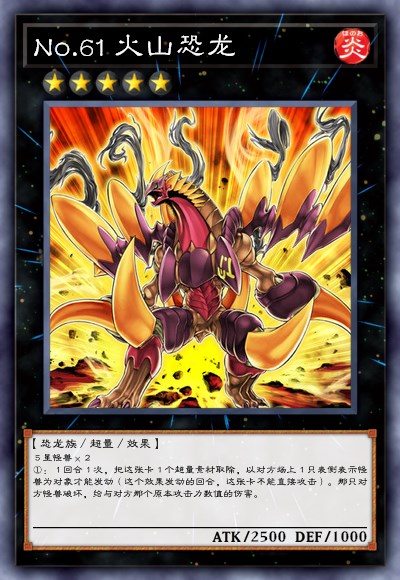 No.61 火山恐龙
ほのお
炎
61
【恐龙族／超量／效果】
5星怪兽×2
①：1回合1次，把这张卡1个超量素材取除，以对方场上1只表侧表示怪
兽为对象才能发动（这个效果发动的回合，这张卡不能直接攻击）。那只对
方怪兽破坏，给与对方那个原本攻击力数值的伤害。
ATK/2500 DEF/1000